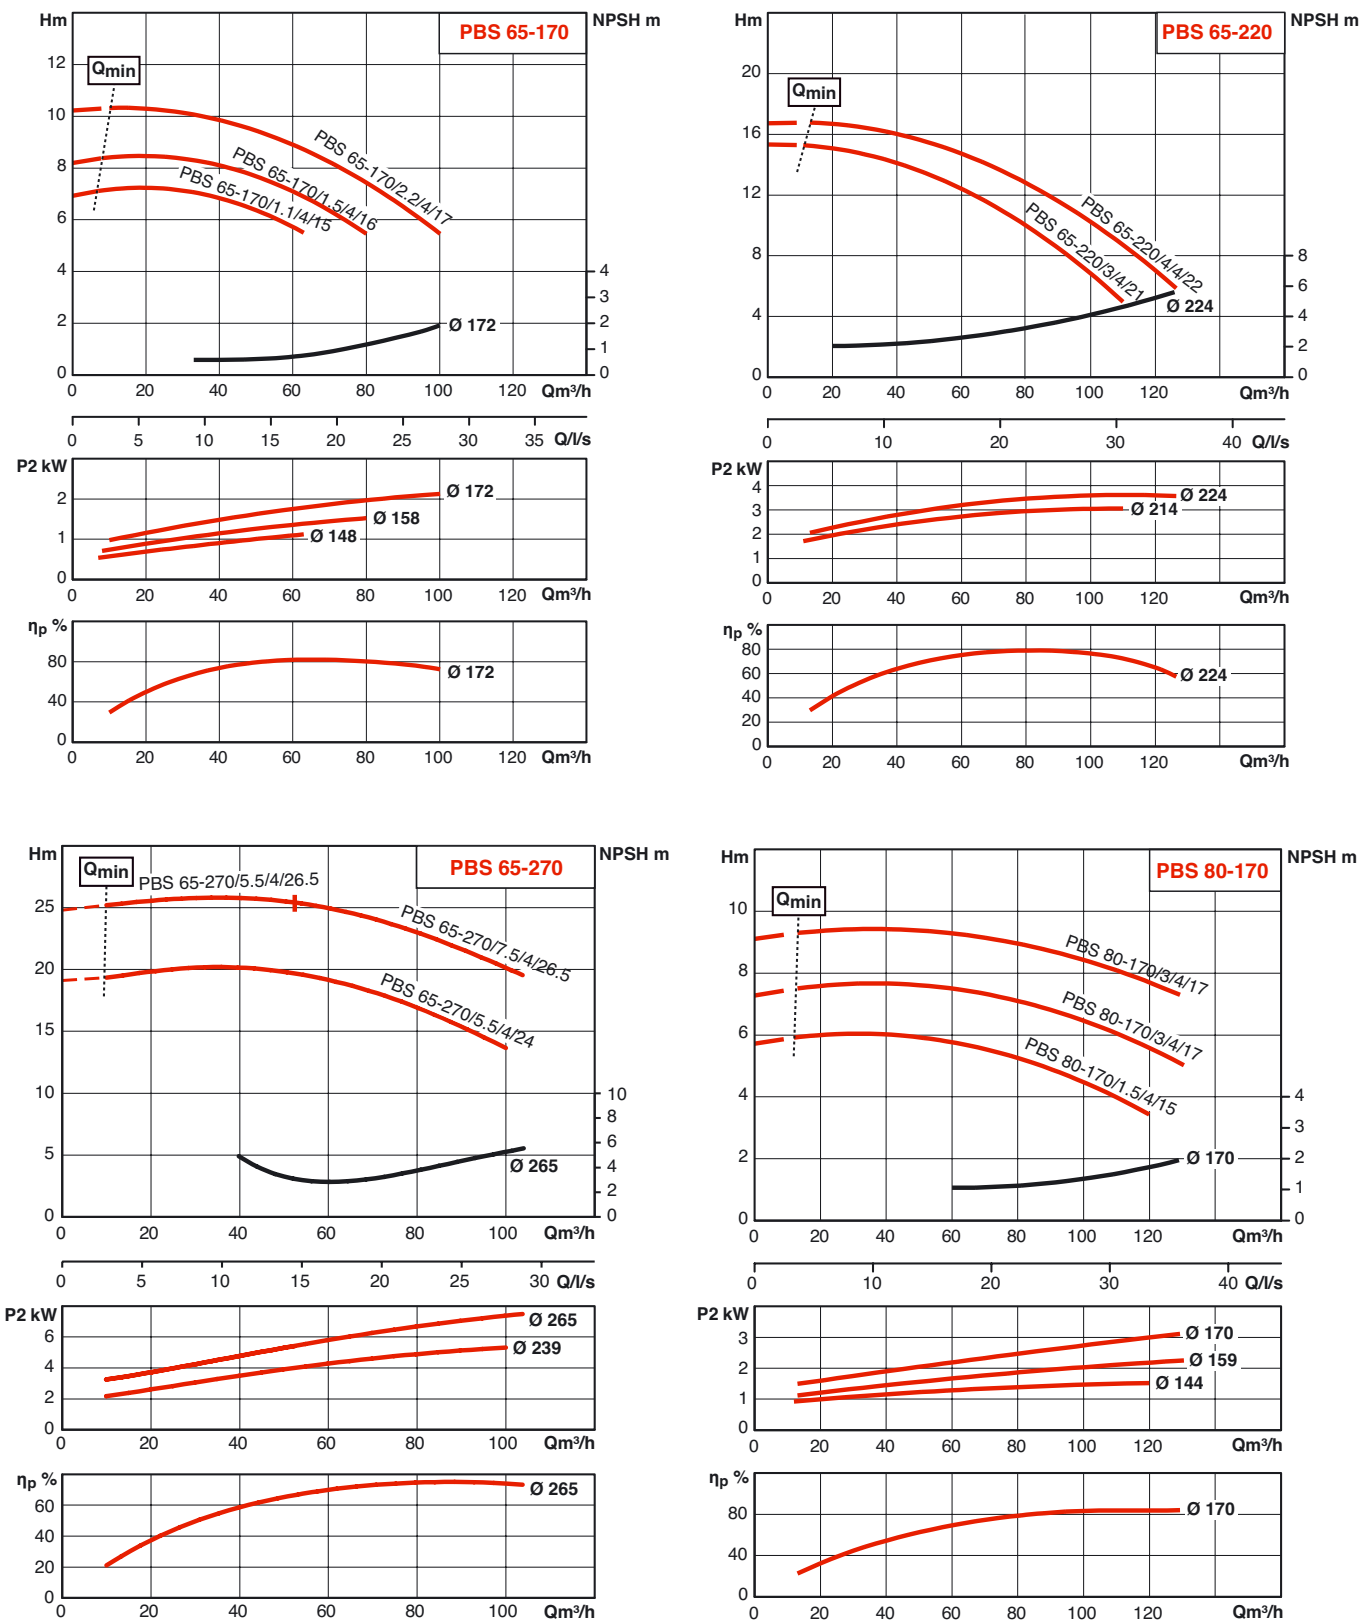 Hm
PBS 65-170
NPSH m
12
10
8
6
4
2
0
Qmin
PBS 65-170/2.2/4/17
PBS 65-170/1.5/4/16
PBS 65-170/1.1/4/15
Ø 172
4
3
2
1
0
0 20 40 60 80 100 120 Qm³/h
0 5 10 15 20 25 30 35 Q/l/s
P2 kW
2
1
0
Ø 172
Ø 158
Ø 148
0 20 40 60 80 100 120 Qm³/h
ηp %
80
40
0
Ø 172
0 20 40 60 80 100 120 Qm³/h
Hm
PBS 65-220
NPSH m
20
16
12
8
4
0
Qmin
PBS 65-220/4/4/22
PBS 65-220/3/4/21
Ø 224
8
6
4
2
0
0 20 40 60 80 100 120 Qm³/h
0 10 20 30 40 Q/l/s
P2 kW
4
3
2
1
0
Ø 224
Ø 214
0 20 40 60 80 100 120 Qm³/h
ηp %
80
60
40
20
0
Ø 224
0 20 40 60 80 100 120 Qm³/h
Hm
PBS 65-270
NPSH m
25
20
15
10
5
0
Qmin
PBS 65-270/5.5/4/26.5
PBS 65-270/7.5/4/26.5
PBS 65-270/5.5/4/24
Ø 265
10
8
6
4
2
0
0 20 40 60 80 100 Qm³/h
0 5 10 15 20 25 30 Q/l/s
P2 kW
6
4
2
0
Ø 265
Ø 239
0 20 40 60 80 100 Qm³/h
ηp %
60
40
20
0
Ø 265
0 20 40 60 80 100 Qm³/h
Hm
PBS 80-170
NPSH m
10
8
6
4
2
0
Qmin
PBS 80-170/3/4/17
PBS 80-170/3/4/17
PBS 80-170/1.5/4/15
Ø 170
4
3
2
1
0
0 20 40 60 80 100 120 Qm³/h
0 10 20 30 40 Q/l/s
P2 kW
3
2
1
0
Ø 170
Ø 159
Ø 144
0 20 40 60 80 100 120 Qm³/h
ηp %
80
40
0
Ø 170
0 20 40 60 80 100 120 Qm³/h